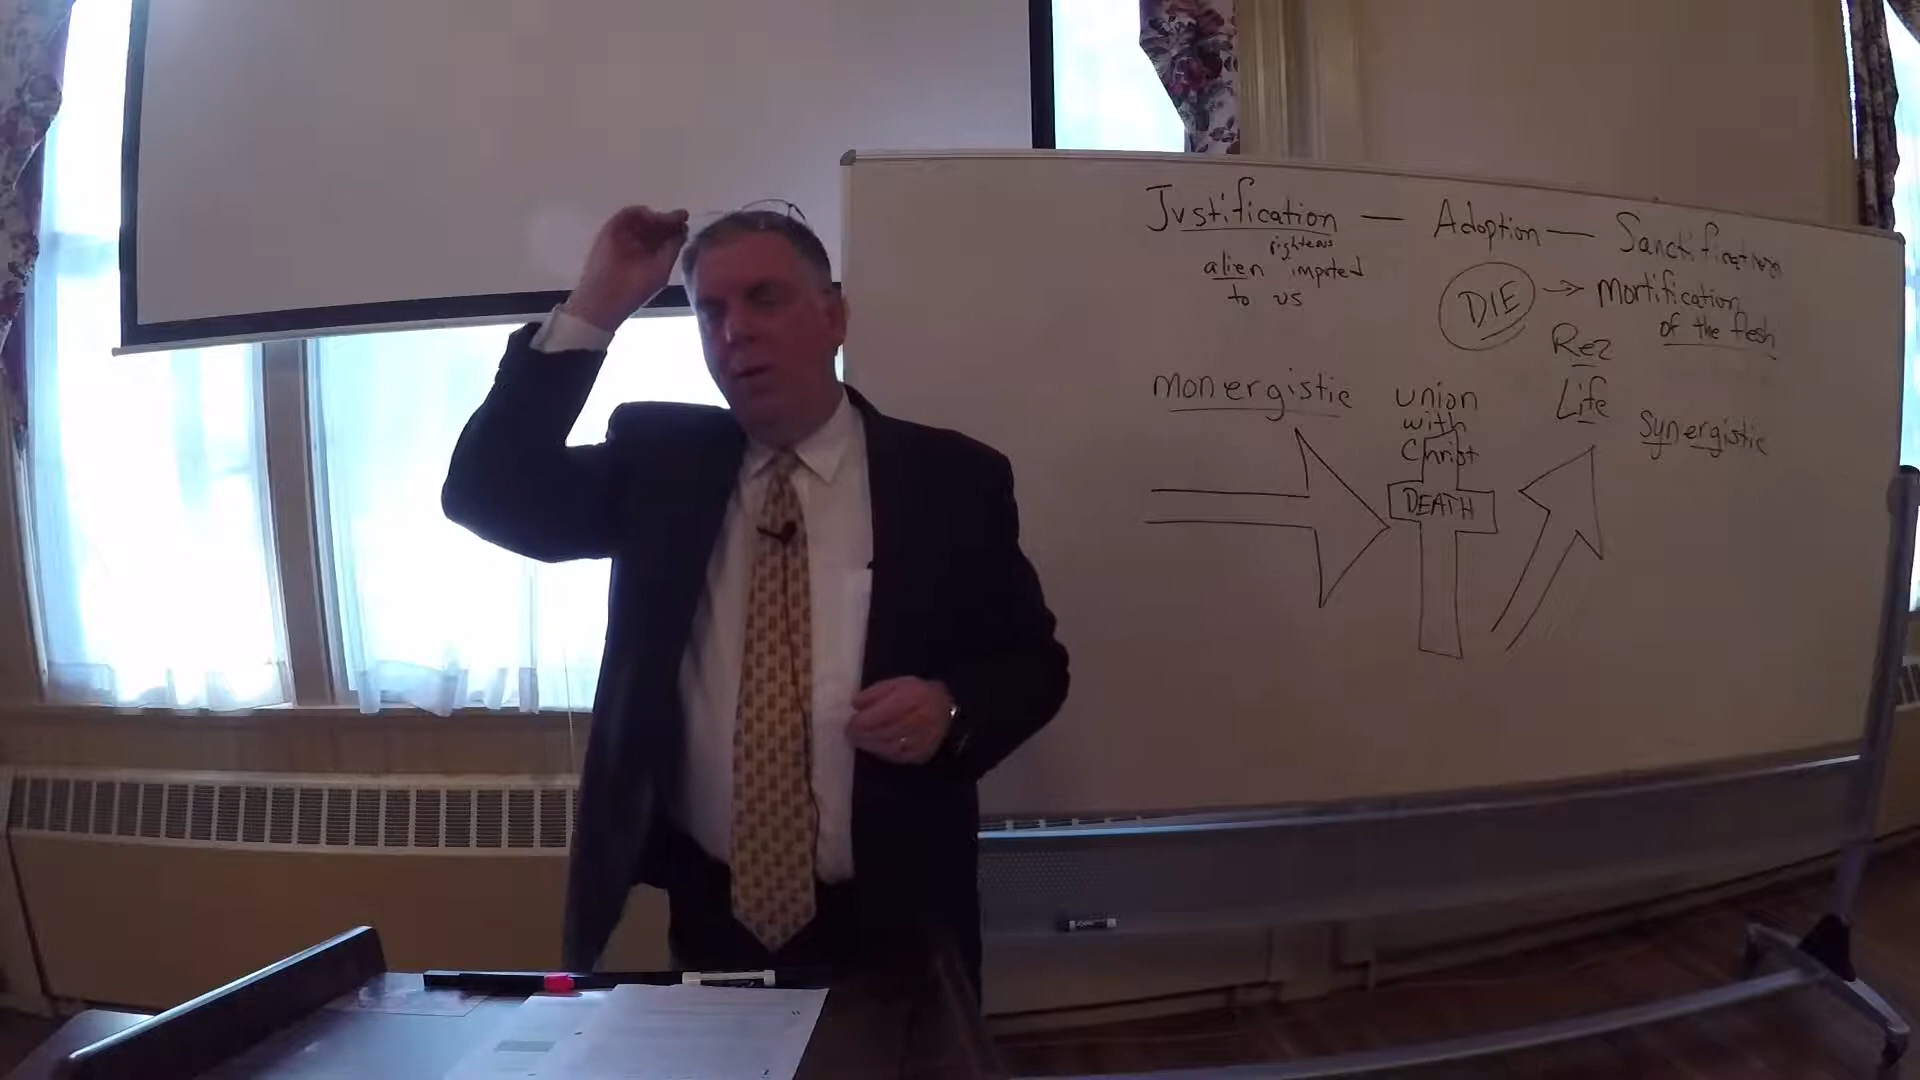 Justification — Adoption — Sanctification
righteous
alien imputed
to us
DIE → Mortification
of the flesh
Rez
Life
monergistic
union
with
Christ
DEATH
Synergistic